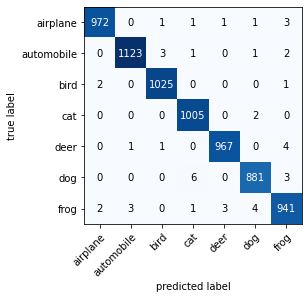 airplane 972 0 1 1 1 1 3
automobile 0 1123 3 1 0 1 2
bird 2 0 1025 0 0 0 1
cat 0 0 0 1005 0 2 0
deer 0 1 1 0 967 0 4
dog 0 0 0 6 0 881 3
frog 2 3 0 1 3 4 941
true label
airplane automobile bird cat deer dog frog
predicted label